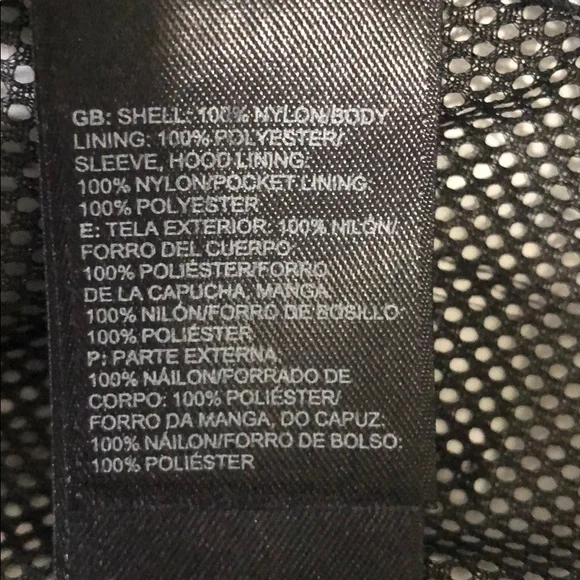 GB: SHELL: 100% NYLON/BODY
LINING: 100% POLYESTER/
SLEEVE, HOOD LINING:
100% NYLON/POCKET LINING:
100% POLYESTER
E: TELA EXTERIOR: 100% NILÓN/
FORRO DEL CUERPO:
100% POLIÉSTER/FORRO
DE LA CAPUCHA, MANGA:
100% NILÓN/FORRO DE BOSILLO:
100% POLIÉSTER
P: PARTE EXTERNA:
100% NÁILON/FORRADO DE
CORPO: 100% POLIÉSTER/
FORRO DA MANGA, DO CAPUZ:
100% NÁILON/FORRO DE BOLSO:
100% POLIÉSTER